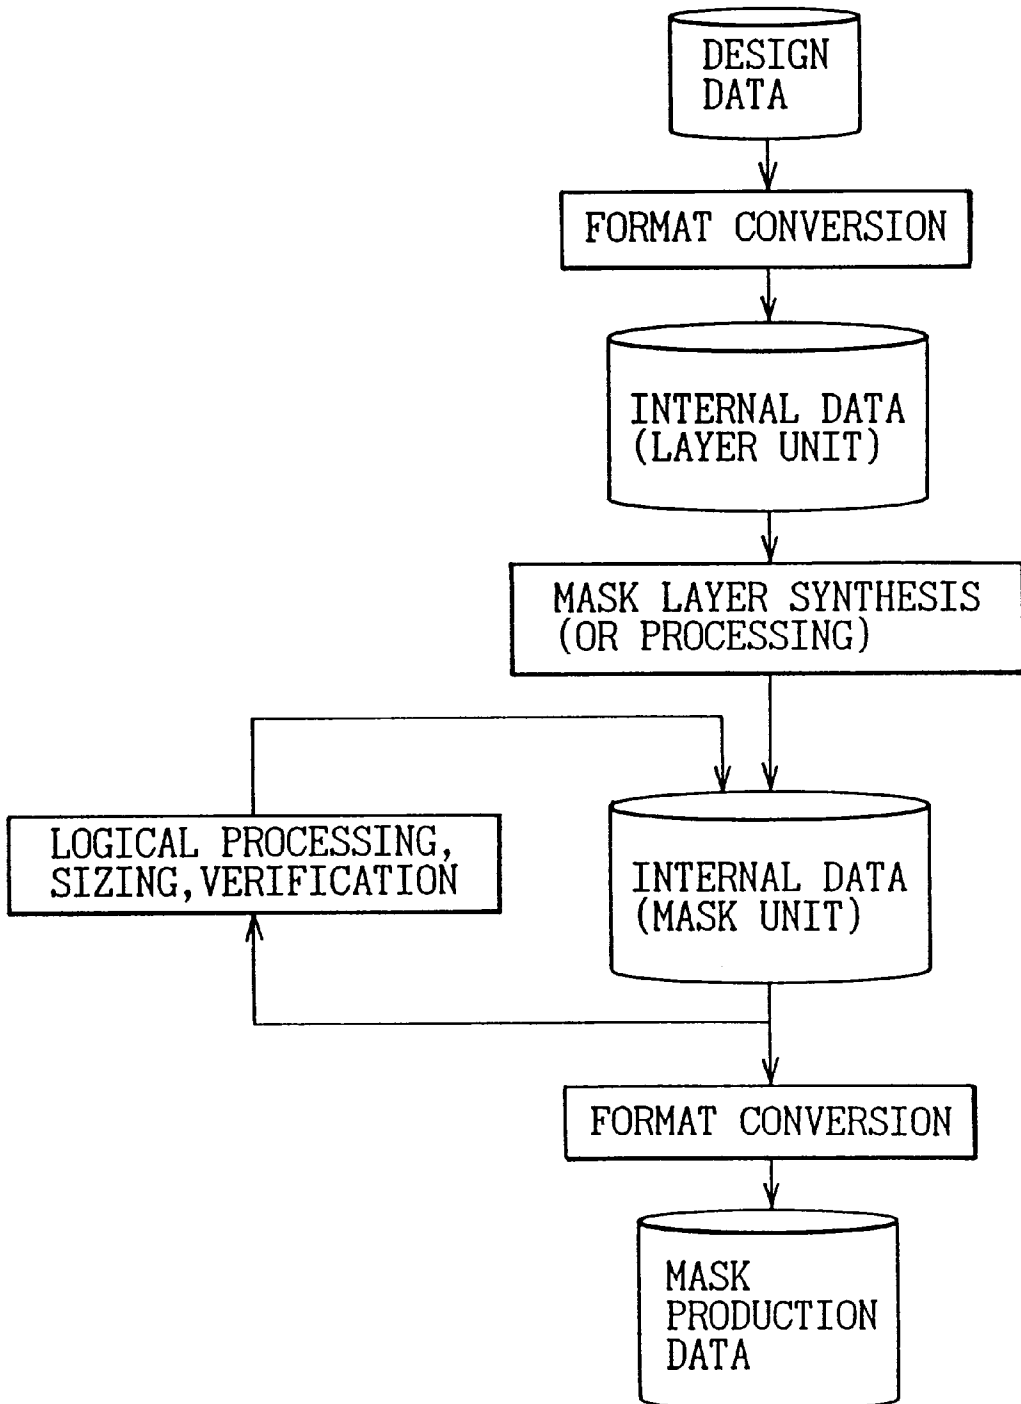 DESIGN
DATA
FORMAT CONVERSION
INTERNAL DATA
(LAYER UNIT)
MASK LAYER SYNTHESIS
(OR PROCESSING)
LOGICAL PROCESSING,
SIZING,VERIFICATION
INTERNAL DATA
(MASK UNIT)
FORMAT CONVERSION
MASK
PRODUCTION
DATA